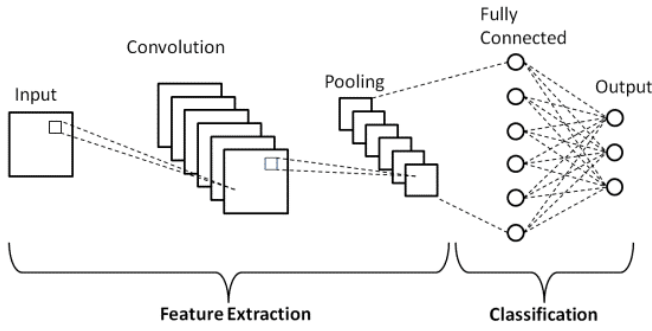 Input
Convolution
Pooling
Fully
Connected
Output
Feature Extraction
Classification